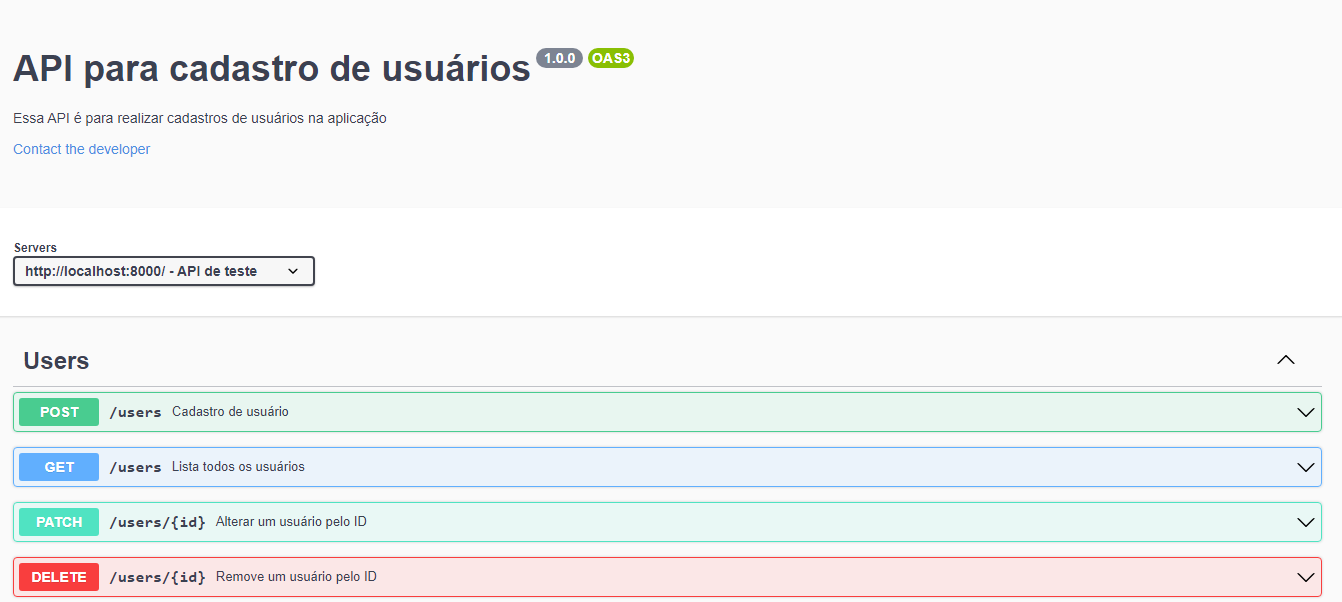 API para cadastro de usuários 1.0.0 OAS3
Essa API é para realizar cadastros de usuários na aplicação
Contact the developer
Servers
http://localhost:8000/ - API de teste
Users
POST /users Cadastro de usuário
GET /users Lista todos os usuários
PATCH /users/{id} Alterar um usuário pelo ID
DELETE /users/{id} Remove um usuário pelo ID